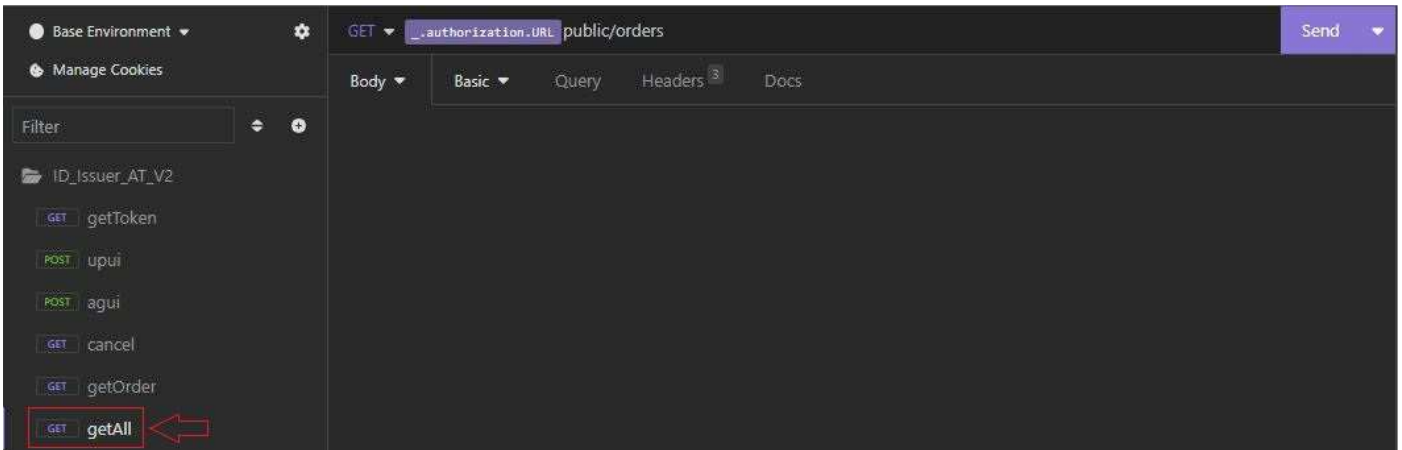 Base Environment
Manage Cookies
Filter
ID_Issuer_AT_V2
GET getToken
POST upui
POST agui
GET cancel
GET getOrder
GET getAll
GET _.authorization.URL public/orders Send
Body Basic Query Headers 3 Docs